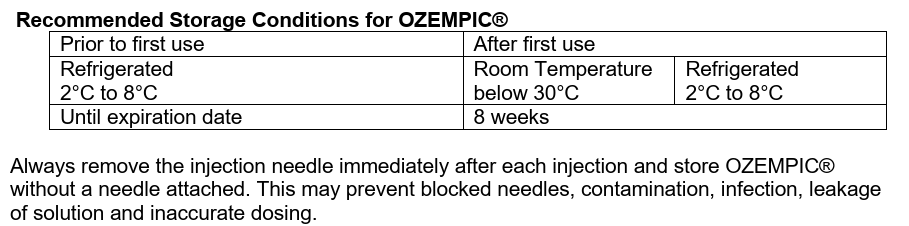 Recommended Storage Conditions for OZEMPIC®
Prior to first use After first use
Refrigerated Room Temperature Refrigerated
2°C to 8°C below 30°C 2°C to 8°C
Until expiration date 8 weeks
Always remove the injection needle immediately after each injection and store OZEMPIC®
without a needle attached. This may prevent blocked needles, contamination, infection, leakage
of solution and inaccurate dosing.